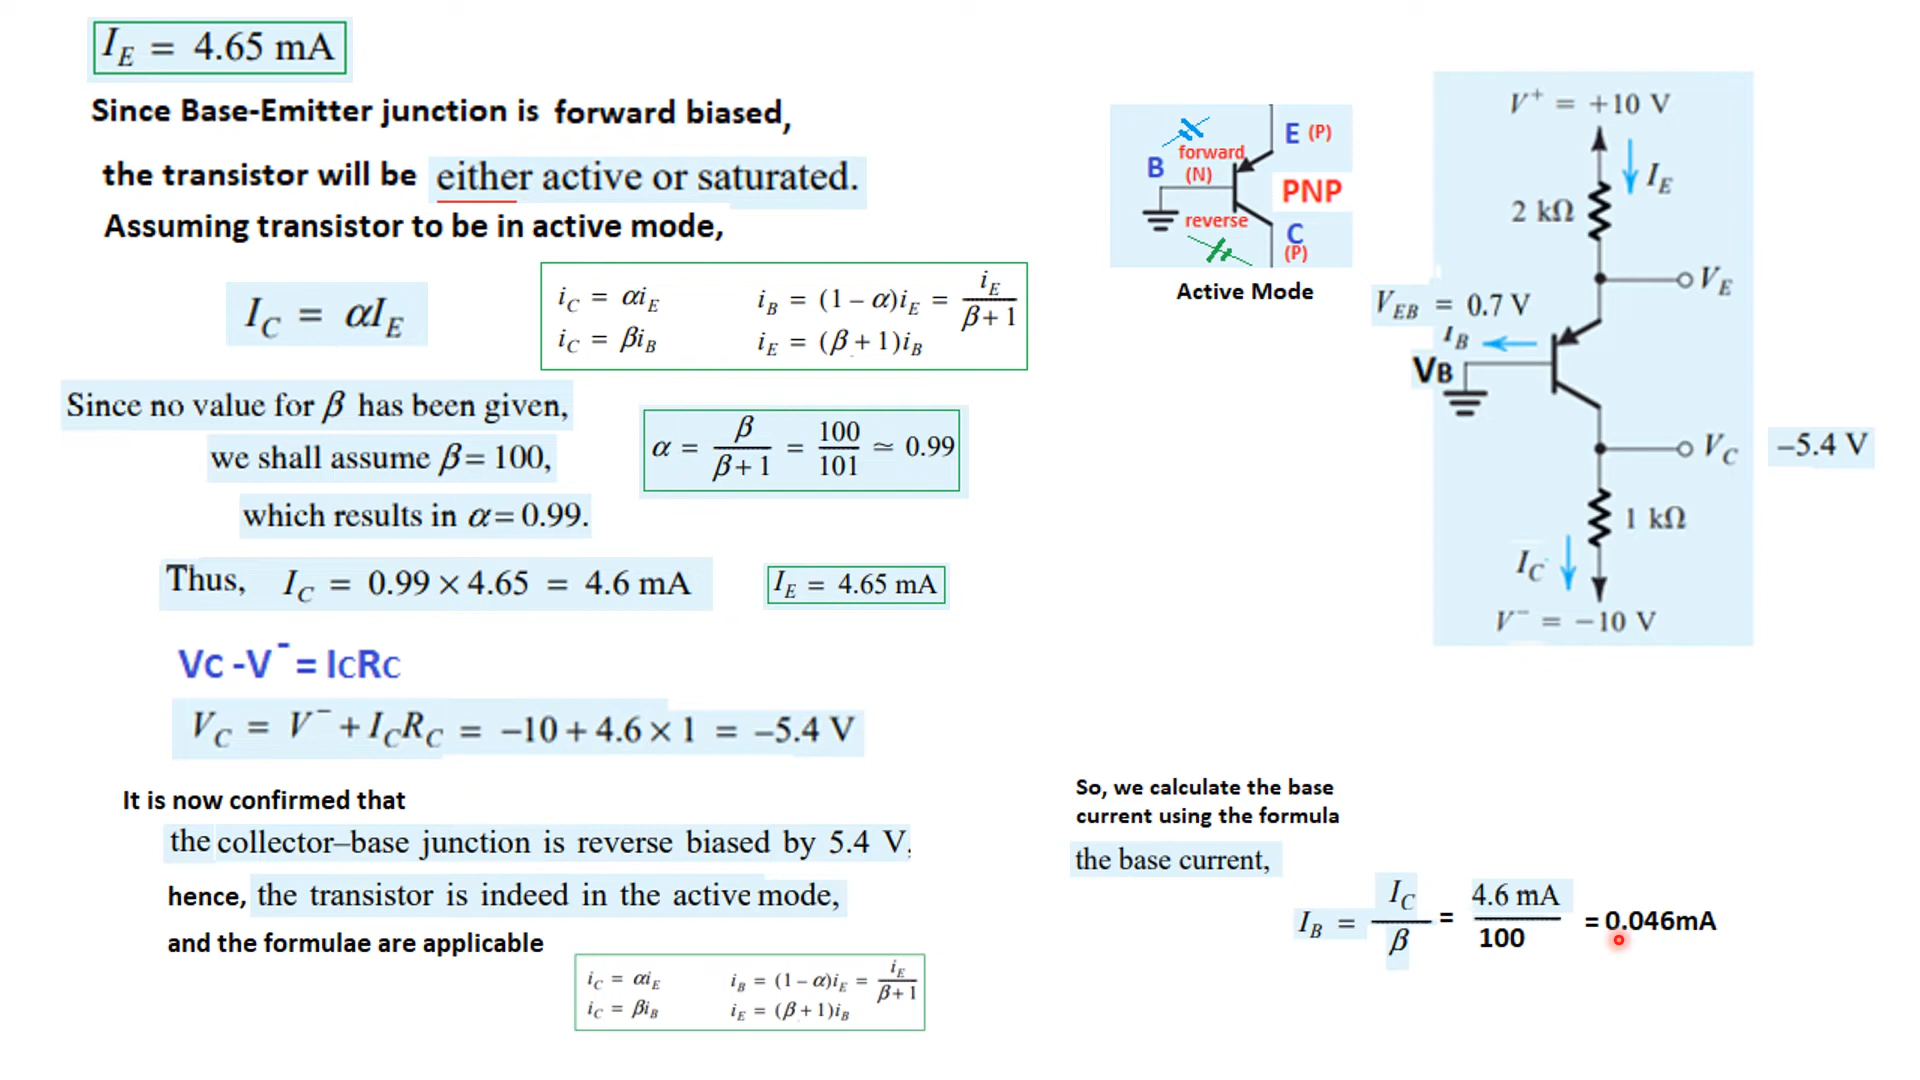 I_E = 4.65 mA
Since Base-Emitter junction is forward biased,
the transistor will be either active or saturated.
Assuming transistor to be in active mode,
I_C = αI_E
i_C = αi_E
i_C = βi_B
i_B = (1 – α)i_E = i_E / β+1
i_E = (β + 1)i_B
Since no value for β has been given,
we shall assume β = 100,
which results in α = 0.99.
α = β / β+1 = 100 / 101 ≃ 0.99
Thus, I_C = 0.99 × 4.65 = 4.6 mA
I_E = 4.65 mA
VC -V⁻ = ICRC
V_C = V⁻ + I_C R_C = –10 + 4.6 × 1 = –5.4 V
It is now confirmed that
the collector–base junction is reverse biased by 5.4 V,
hence, the transistor is indeed in the active mode,
and the formulae are applicable
i_C = αi_E
i_C = βi_B
i_B = (1 – α)i_E = i_E / β+1
i_E = (β + 1)i_B
E (P)
forward
B
(N)
PNP
reverse
C
(P)
Active Mode
V⁺ = +10 V
I_E
2 kΩ
V_E
V_EB = 0.7 V
I_B
VB
V_C
–5.4 V
1 kΩ
I_C
V⁻ = –10 V
So, we calculate the base
current using the formula
the base current,
I_B = I_C / β = 4.6 mA / 100 = 0.046mA